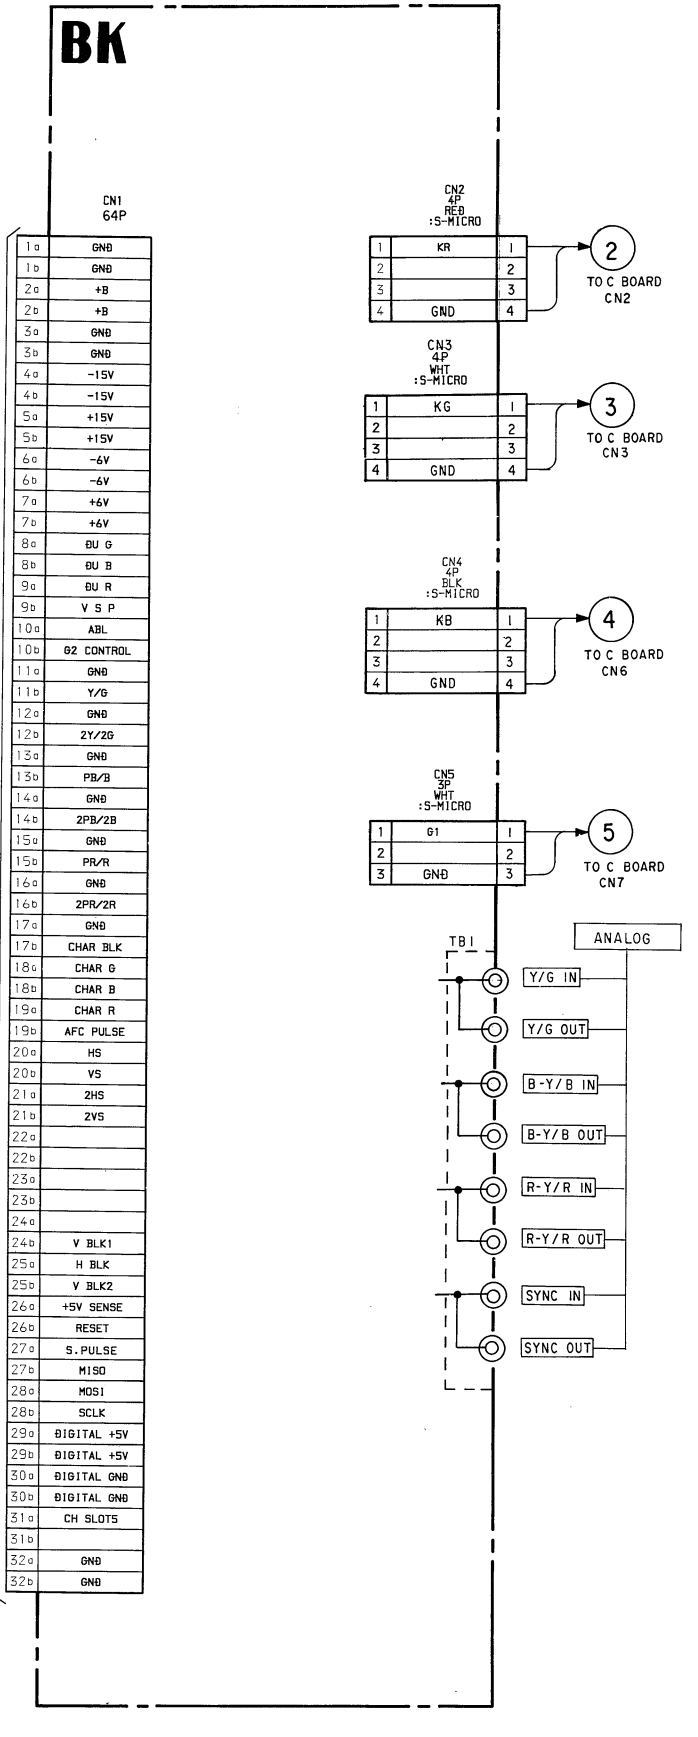 BK
CN1
64P
1a GND
1b GND
2a +B
2b +B
3a GND
3b GND
4a -15V
4b -15V
5a +15V
5b +15V
6a -6V
6b -6V
7a +6V
7b +6V
8a DU G
8b DU B
9a DU R
9b V S P
10a ABL
10b G2 CONTROL
11a GND
11b Y/G
12a GND
12b 2Y/2G
13a GND
13b PB/B
14a GND
14b 2PB/2B
15a GND
15b PR/R
16a GND
16b 2PR/2R
17a GND
17b CHAR BLK
18a CHAR G
18b CHAR B
19a CHAR R
19b AFC PULSE
20a HS
20b VS
21a 2HS
21b 2VS
22a
22b
23a
23b
24a
24b V BLK1
25a H BLK
25b V BLK2
26a +5V SENSE
26b RESET
27a S.PULSE
27b MISO
28a MOSI
28b SCLK
29a DIGITAL +5V
29b DIGITAL +5V
30a DIGITAL GND
30b DIGITAL GND
31a CH SLOT5
31b
32a GND
32b GND
CN2
4P
RED
:S-MICRO
1 KR 1
2 2
3 3
4 GND 4
2
TO C BOARD
CN2
CN3
4P
WHT
:S-MICRO
1 KG 1
2 2
3 3
4 GND 4
3
TO C BOARD
CN3
CN4
4P
BLK
:S-MICRO
1 KB 1
2 2
3 3
4 GND 4
4
TO C BOARD
CN6
CN5
3P
WHT
:S-MICRO
1 G1 1
2 2
3 GND 3
5
TO C BOARD
CN7
TB1
ANALOG
Y/G IN
Y/G OUT
B-Y/B IN
B-Y/B OUT
R-Y/R IN
R-Y/R OUT
SYNC IN
SYNC OUT